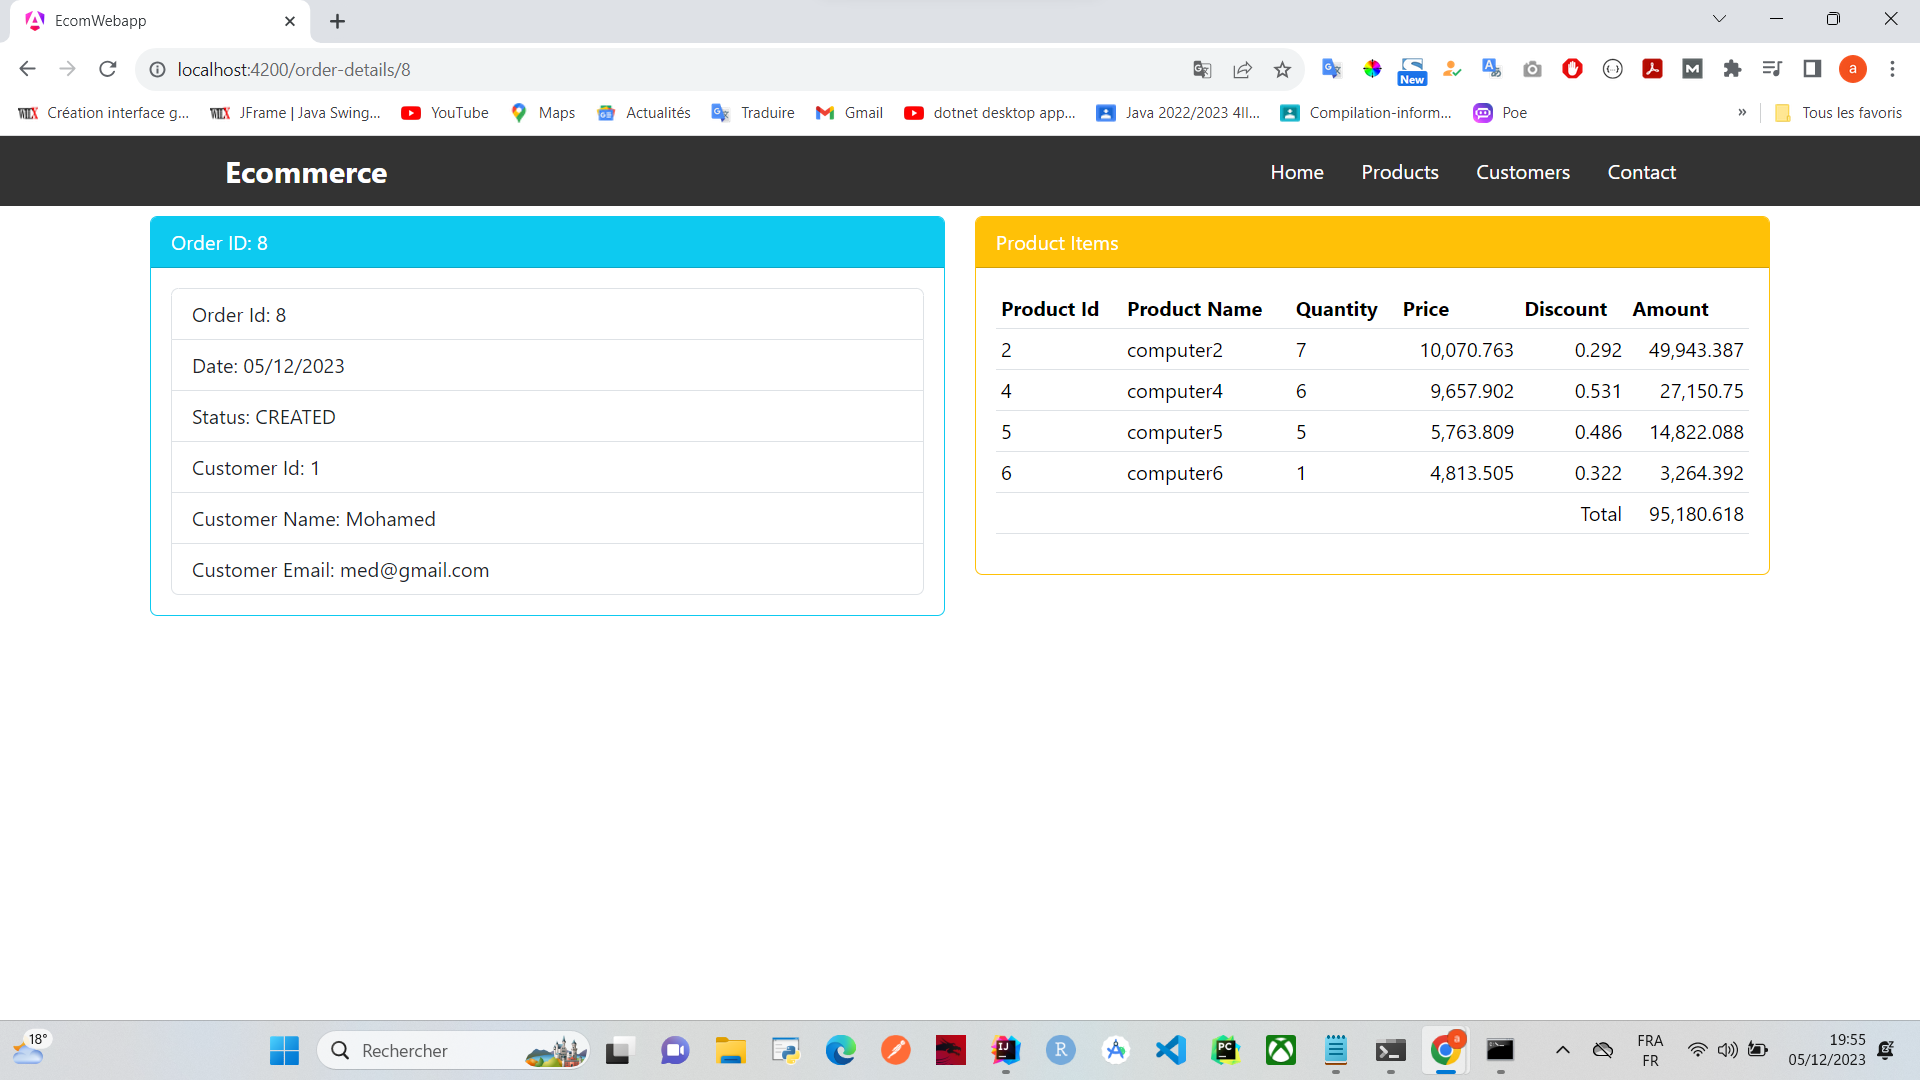 EcomWebapp
localhost:4200/order-details/8
New
a
Création interface g... JFrame | Java Swing... YouTube Maps Actualités Traduire Gmail dotnet desktop app... Java 2022/2023 4II... Compilation-inform... Poe » Tous les favoris
Ecommerce Home Products Customers Contact
Order ID: 8
Order Id: 8
Date: 05/12/2023
Status: CREATED
Customer Id: 1
Customer Name: Mohamed
Customer Email: med@gmail.com
Product Items
Product Id Product Name Quantity Price Discount Amount
2 computer2 7 10,070.763 0.292 49,943.387
4 computer4 6 9,657.902 0.531 27,150.75
5 computer5 5 5,763.809 0.486 14,822.088
6 computer6 1 4,813.505 0.322 3,264.392
Total 95,180.618
18°
Rechercher
FRA
FR
19:55
05/12/2023